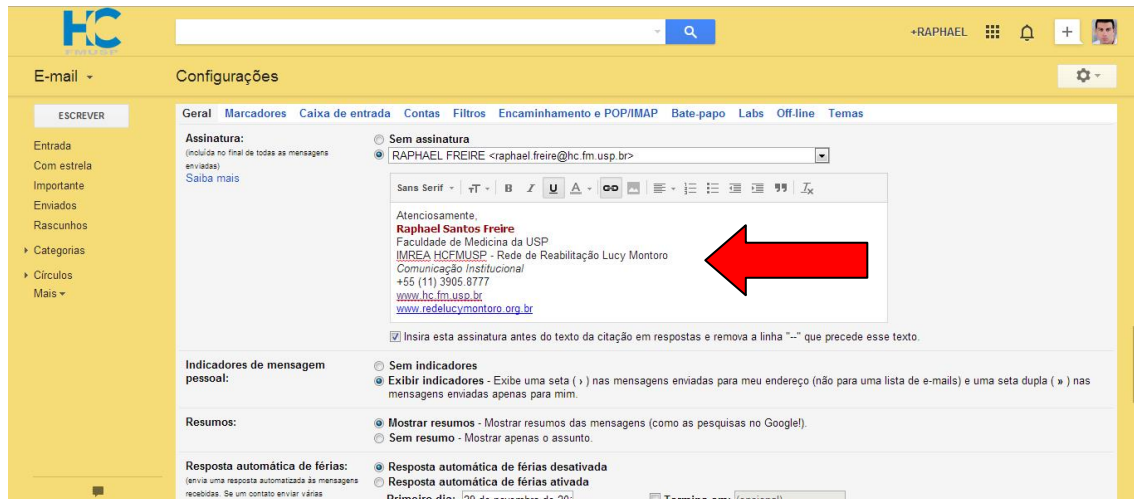 HC
FMUSP
+RAPHAEL
E-mail
Configurações
ESCREVER
Entrada
Com estrela
Importante
Enviados
Rascunhos
Categorias
Círculos
Mais
Geral Marcadores Caixa de entrada Contas Filtros Encaminhamento e POP/IMAP Bate-papo Labs Off-line Temas
Assinatura:
(incluída no final de todas as mensagens
enviadas)
Saiba mais
Sem assinatura
RAPHAEL FREIRE <raphael.freire@hc.fm.usp.br>
Sans Serif
Atenciosamente,
Raphael Santos Freire
Faculdade de Medicina da USP
IMREA HCFMUSP - Rede de Reabilitação Lucy Montoro
Comunicação Institucional
+55 (11) 3905.8777
www.hc.fm.usp.br
www.redelucymontoro.org.br
Insira esta assinatura antes do texto da citação em respostas e remova a linha "--" que precede esse texto.
Indicadores de mensagem
pessoal:
Sem indicadores
Exibir indicadores - Exibe uma seta ( › ) nas mensagens enviadas para meu endereço (não para uma lista de e-mails) e uma seta dupla ( » ) nas
mensagens enviadas apenas para mim.
Resumos:
Mostrar resumos - Mostrar resumos das mensagens (como as pesquisas no Google!).
Sem resumo - Mostrar apenas o assunto.
Resposta automática de férias:
(envia uma resposta automatizada às mensagens
recebidas. Se um contato enviar várias
Resposta automática de férias desativada
Resposta automática de férias ativada
Primeiro dia: de novembro de
Termina em: (opcional)